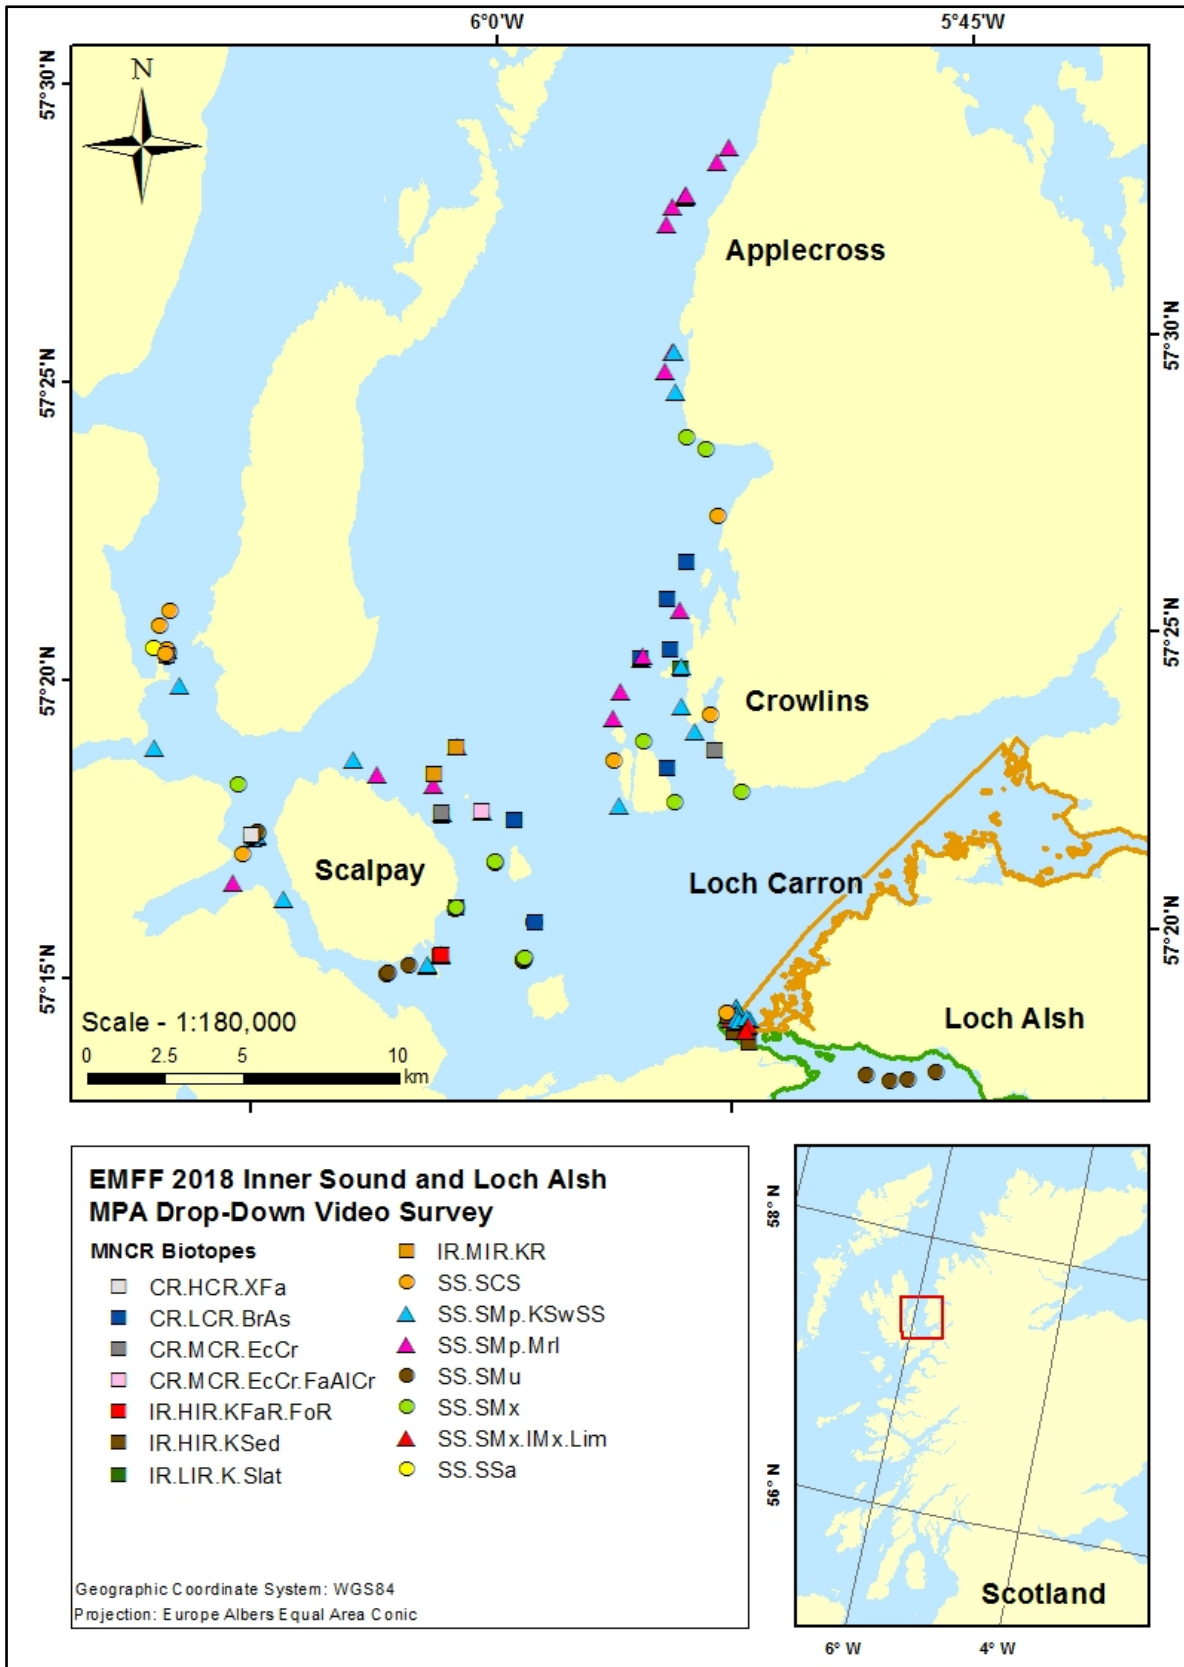 6°0'W
5°45'W
57°30'N
N
Applecross
57°30'N
57°25'N
57°25'N
57°20'N
Crowlins
Scalpay
Loch Carron
57°20'N
57°15'N
Scale - 1:180,000
Loch Alsh
0 2.5 5 10
km
EMFF 2018 Inner Sound and Loch Alsh
MPA Drop-Down Video Survey
MNCR Biotopes
CR.HCR.XFa
CR.LCR.BrAs
CR.MCR.EcCr
CR.MCR.EcCr.FaAlCr
IR.HIR.KFaR.FoR
IR.HIR.KSed
IR.LIR.K.Slat
IR.MIR.KR
SS.SCS
SS.SMp.KSwSS
SS.SMp.Mrl
SS.SMu
SS.SMx
SS.SMx.IMx.Lim
SS.SSa
Geographic Coordinate System: WGS84
Projection: Europe Albers Equal Area Conic
58° N
56° N
Scotland
6° W
4° W